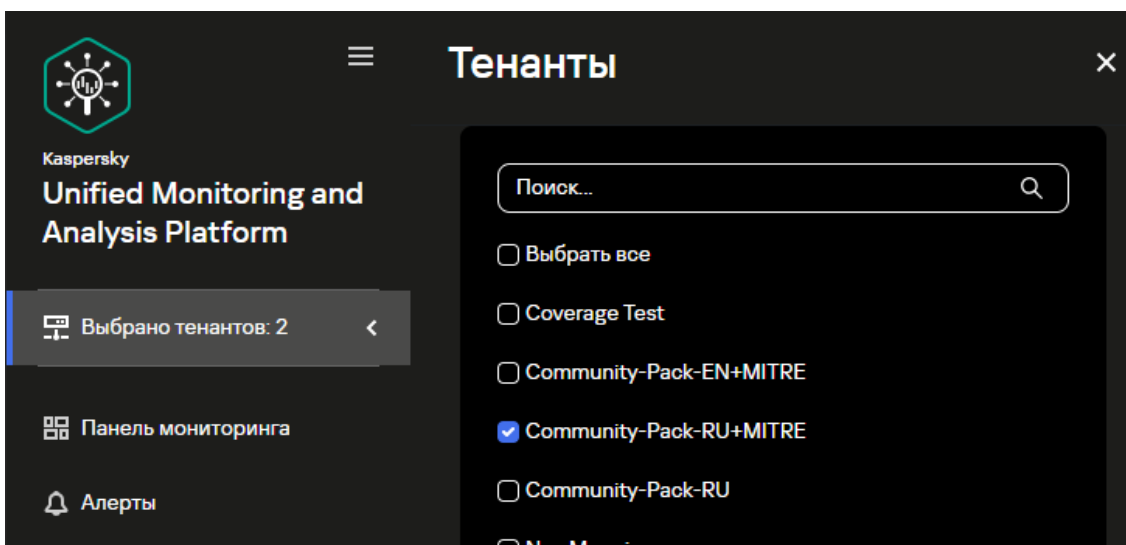 Kaspersky
Unified Monitoring and
Analysis Platform
Выбрано тенантов: 2
Панель мониторинга
Алерты
Тенанты
Поиск...
Выбрать все
Coverage Test
Community-Pack-EN+MITRE
Community-Pack-RU+MITRE
Community-Pack-RU